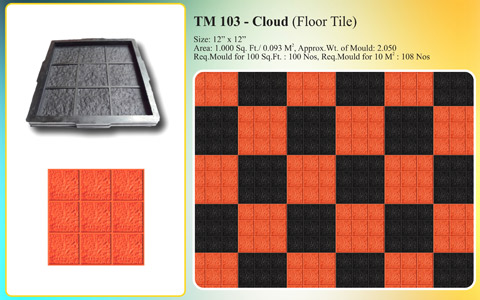 TM 103 - Cloud (Floor Tile)
Size: 12” x 12”
Area: 1.000 Sq. Ft./ 0.093 M², Approx.Wt. of Mould: 2.050
Req.Mould for 100 Sq.Ft. : 100 Nos, Req.Mould for 10 M² : 108 Nos